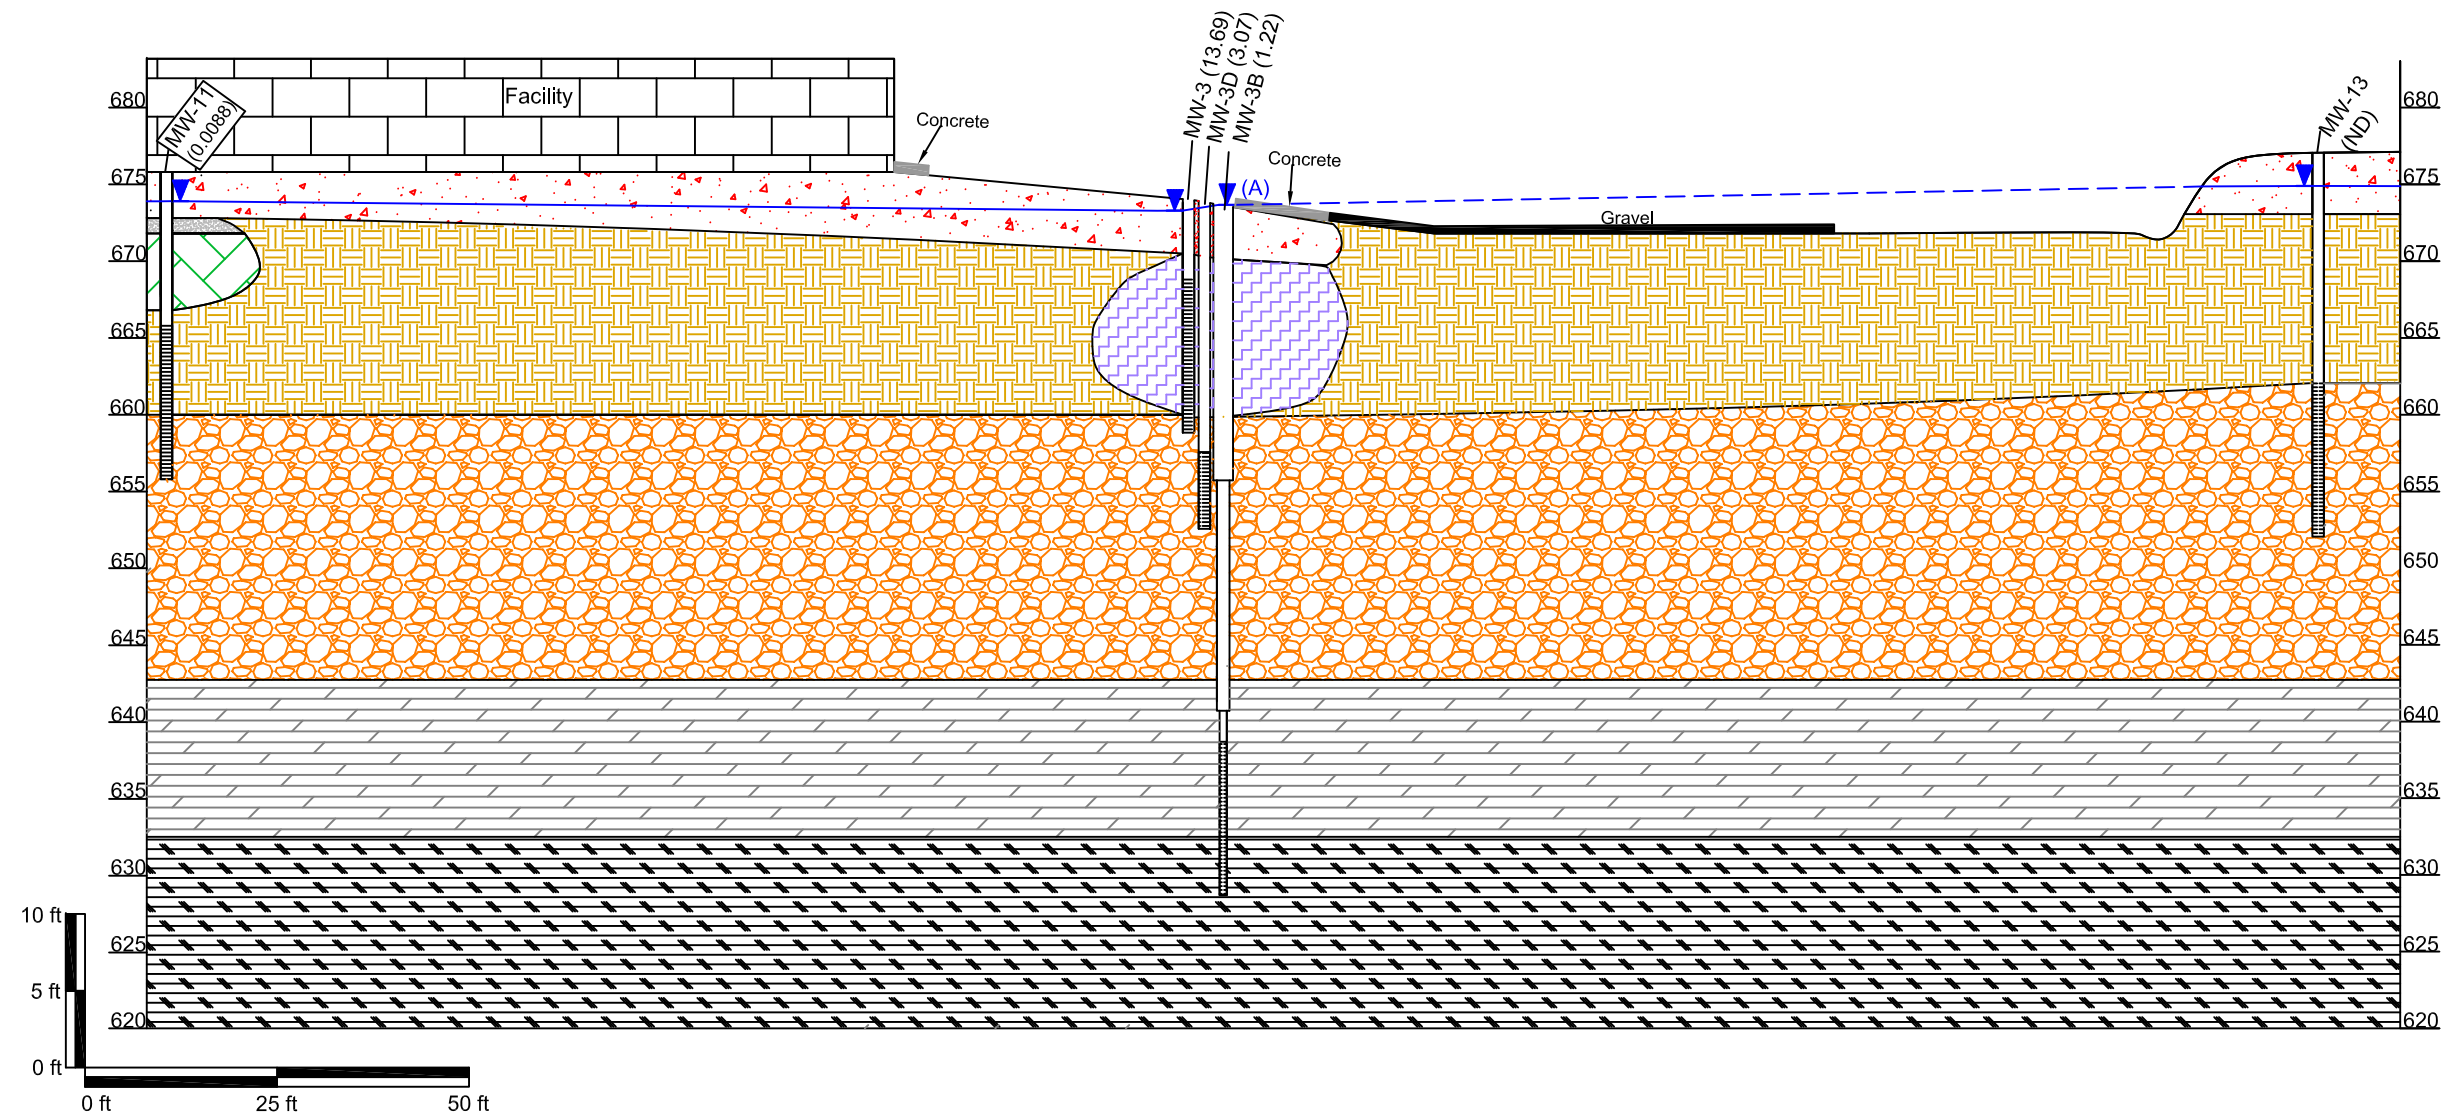 MW-3 (13.69)
MW-3D (3.07)
MW-3B (1.22)
Facility
MW-11
(0.0088)
Concrete
Concrete
MW-13
(ND)
(A)
Gravel
680
675
670
665
660
655
650
645
640
635
630
625
620
680
675
670
665
660
655
650
645
640
635
630
625
620
10 ft
5 ft
0 ft
0 ft
25 ft
50 ft